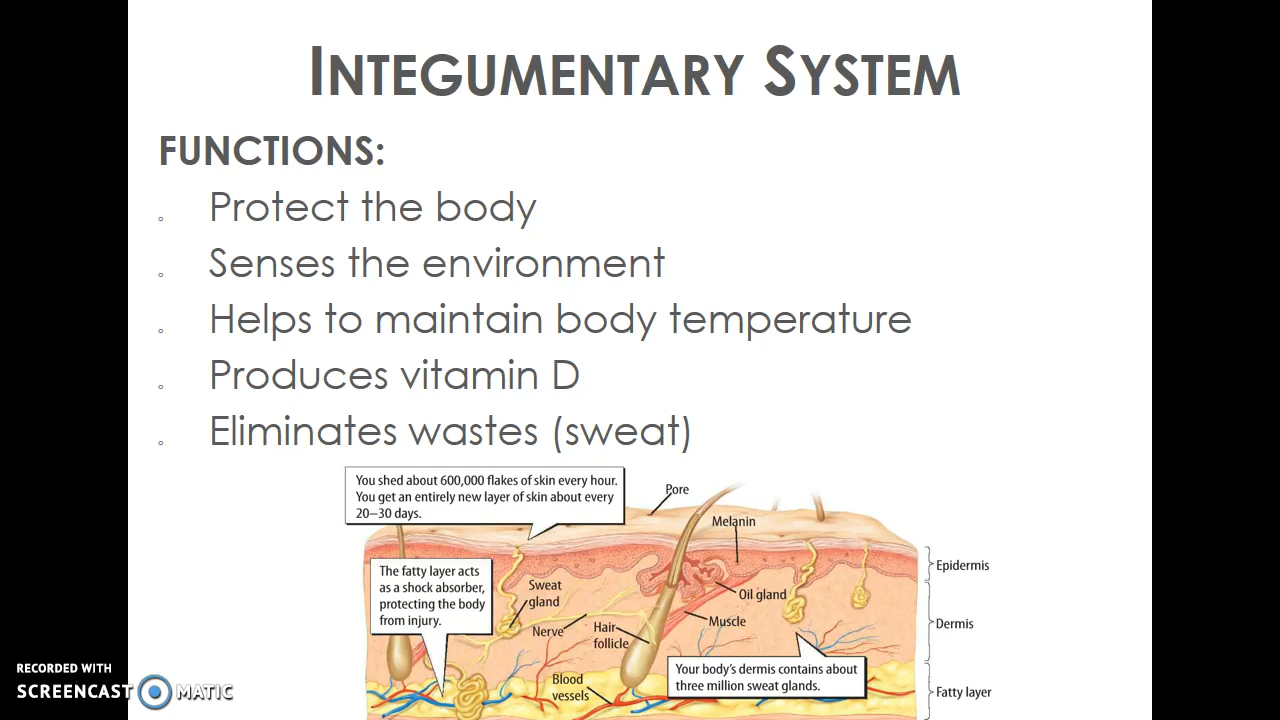 INTEGUMENTARY SYSTEM
FUNCTIONS:
Protect the body
Senses the environment
Helps to maintain body temperature
Produces vitamin D
Eliminates wastes (sweat)
You shed about 600,000 flakes of skin every hour.
You get an entirely new layer of skin about every
20–30 days.
Pore
Melanin
Epidermis
The fatty layer acts
as a shock absorber,
protecting the body
from injury.
Sweat
gland
Oil gland
Nerve
Hair
follicle
Muscle
Dermis
Your body's dermis contains about
three million sweat glands.
Blood
vessels
Fatty layer
RECORDED WITH
SCREENCAST MATIC